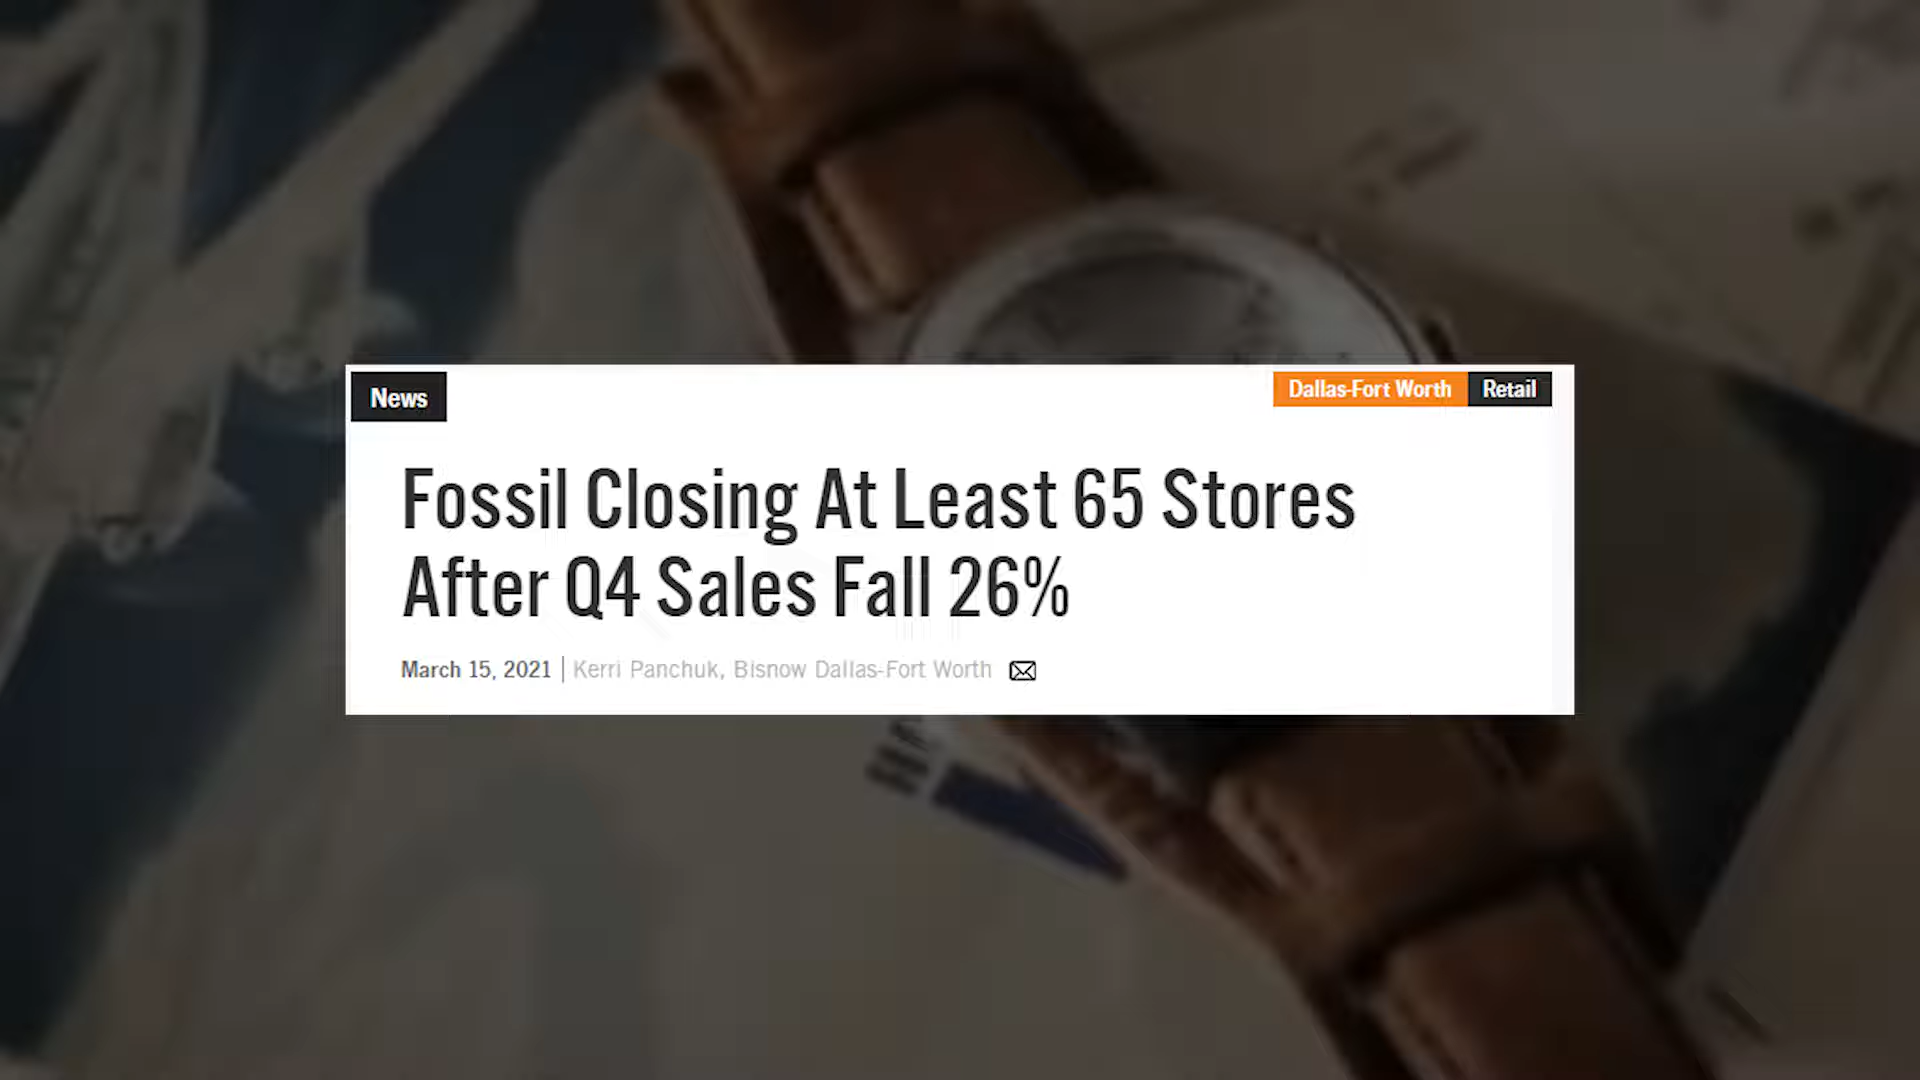 News
Dallas-Fort Worth Retail
Fossil Closing At Least 65 Stores
After Q4 Sales Fall 26%
March 15, 2021 | Kerri Panchuk, Bisnow Dallas-Fort Worth